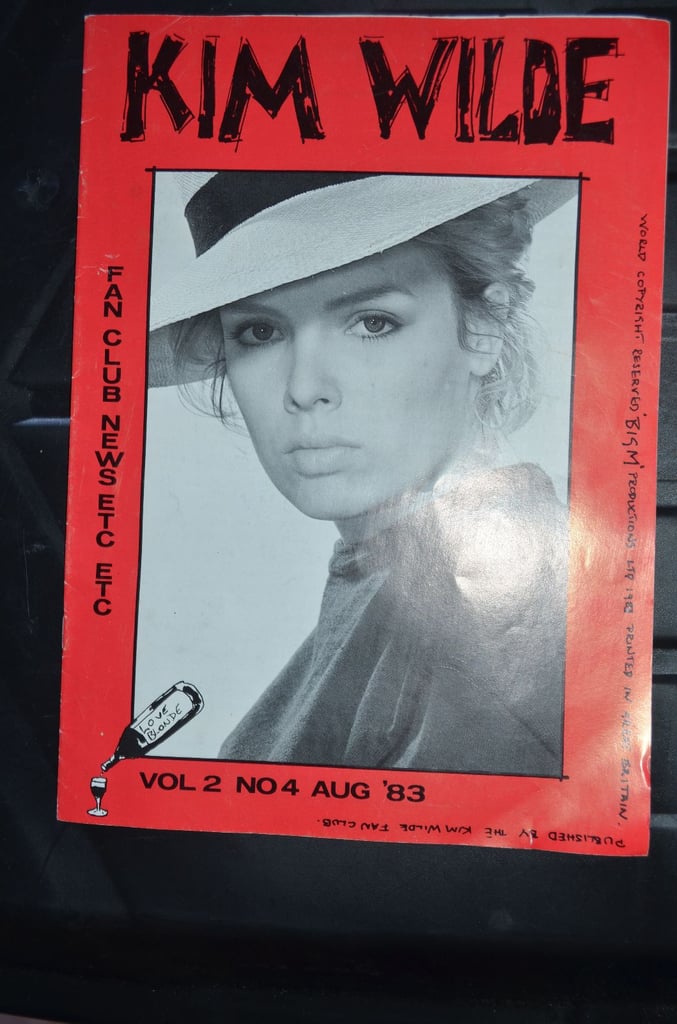 KIM WILDE
FAN CLUB NEWS ETC ETC
LOVE
BLONDE
VOL 2 NO 4 AUG '83
WORLD COPYRIGHT RESERVED 'BIG M' PRODUCTIONS LTD PRINTED IN GREAT BRITAIN.
PUBLISHED BY THE KIM WILDE FAN CLUB.